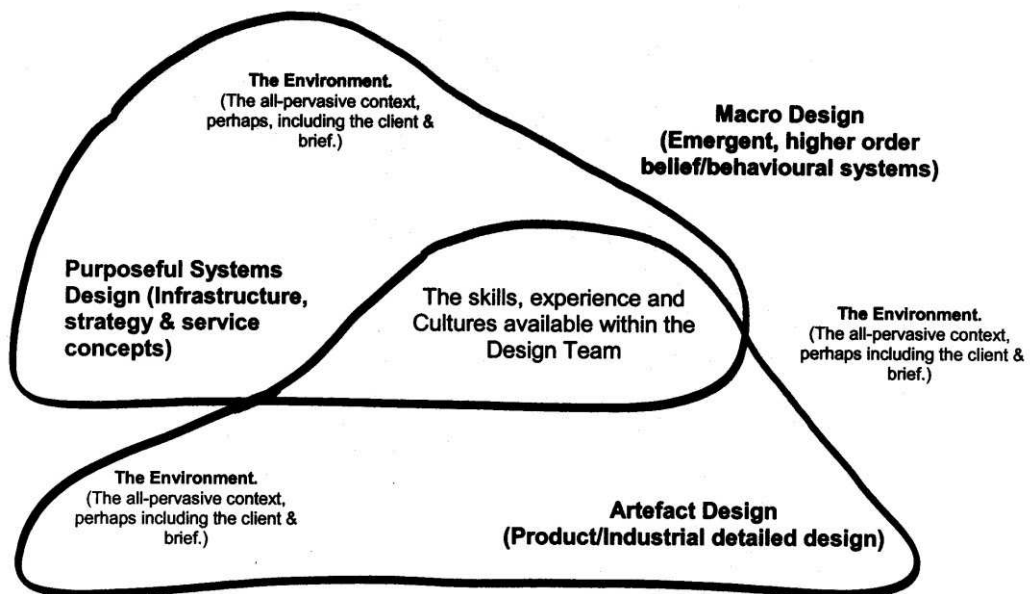 The Environment.
(The all-pervasive context,
perhaps, including the client &
brief.)
Macro Design
(Emergent, higher order
belief/behavioural systems)
Purposeful Systems
Design (Infrastructure,
strategy & service
concepts)
The skills, experience and
Cultures available within the
Design Team
The Environment.
(The all-pervasive context,
perhaps including the client &
brief.)
The Environment.
(The all-pervasive context,
perhaps including the client &
brief.)
Artefact Design
(Product/Industrial detailed design)